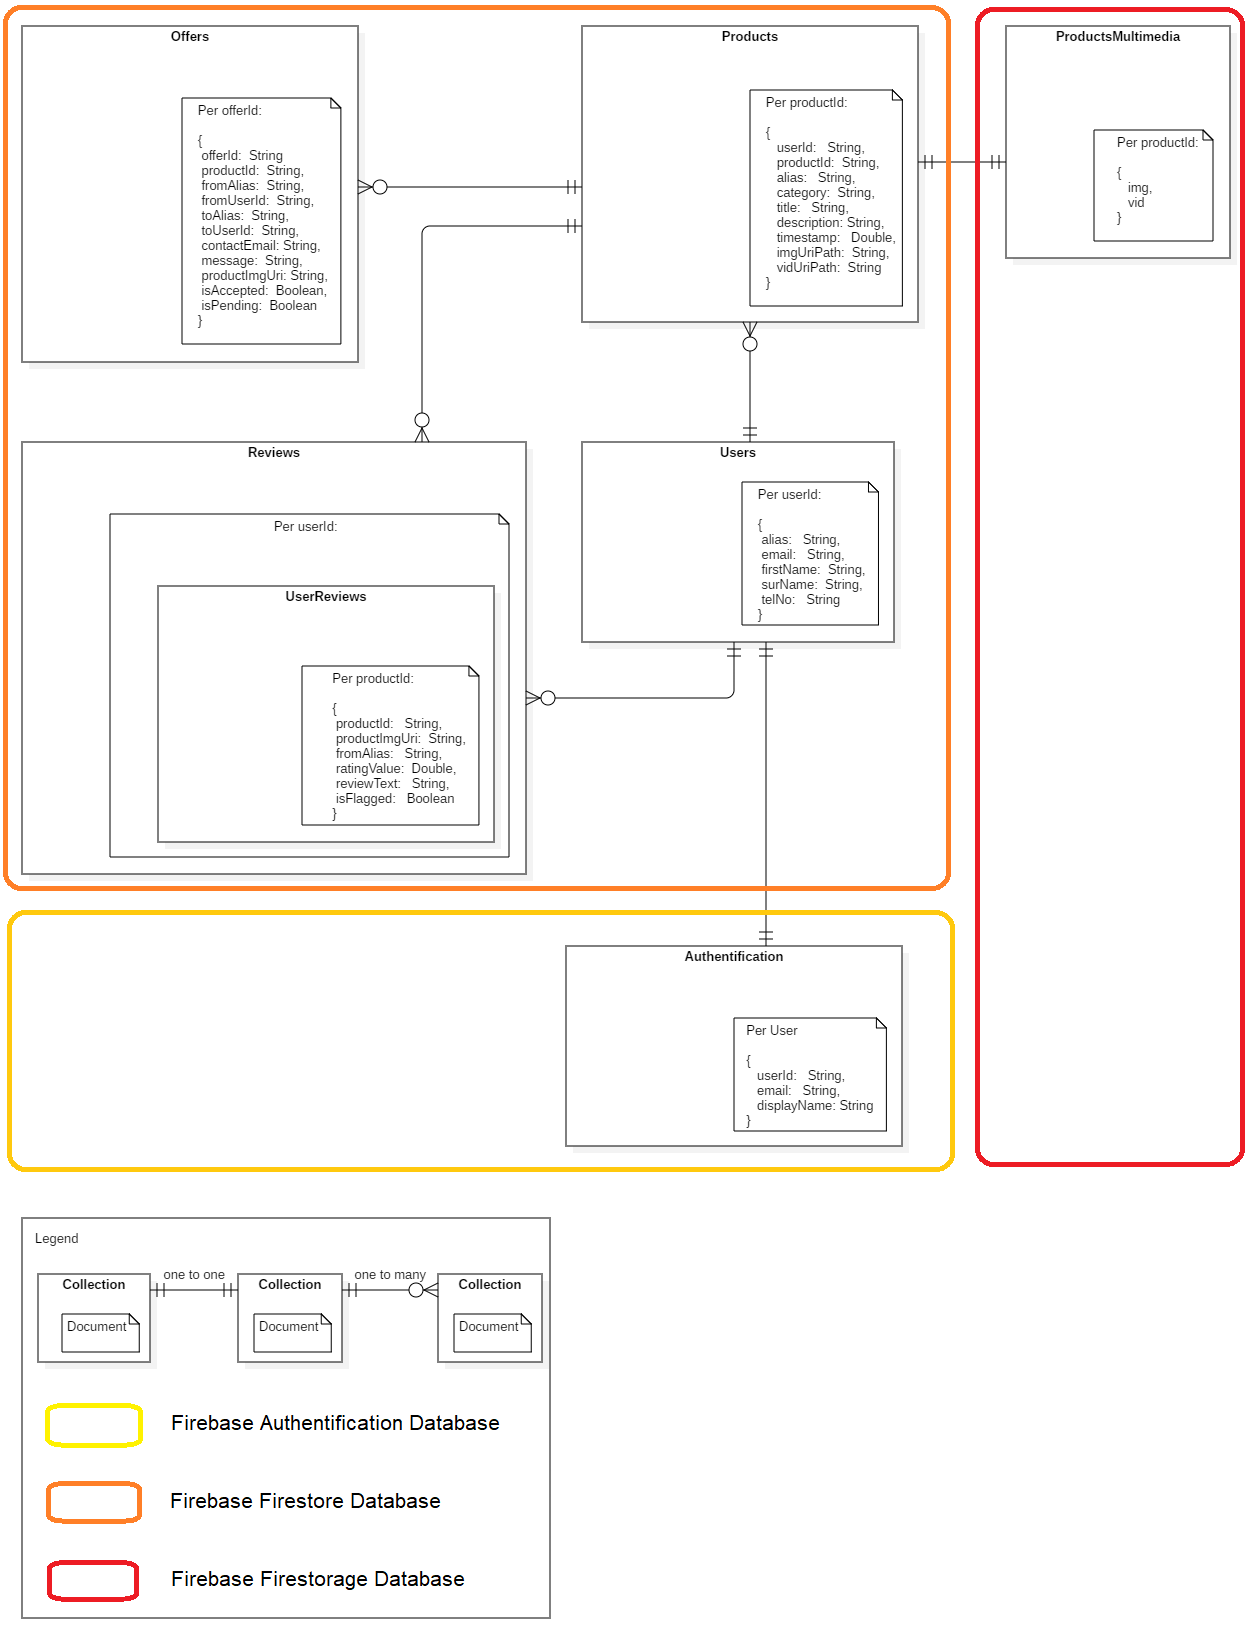 Offers
Per offerId:
{
offerId: String
productId: String,
fromAlias: String,
fromUserId: String,
toAlias: String,
toUserId: String,
contactEmail: String,
message: String,
productImgUri: String,
isAccepted: Boolean,
isPending: Boolean
}
Products
Per productId:
{
userId: String,
productId: String,
alias: String,
category: String,
title: String,
description: String,
timestamp: Double,
imgUriPath: String,
vidUriPath: String
}
ProductsMultimedia
Per productId:
{
img,
vid
}
Reviews
Per userId:
UserReviews
Per productId:
{
productId: String,
productImgUri: String,
fromAlias: String,
ratingValue: Double,
reviewText: String,
isFlagged: Boolean
}
Users
Per userId:
{
alias: String,
email: String,
firstName: String,
surName: String,
telNo: String
}
Authentification
Per User
{
userId: String,
email: String,
displayName: String
}
Legend
Collection
Document
one to one
Collection
Document
one to many
Collection
Document
Firebase Authentification Database
Firebase Firestore Database
Firebase Firestorage Database